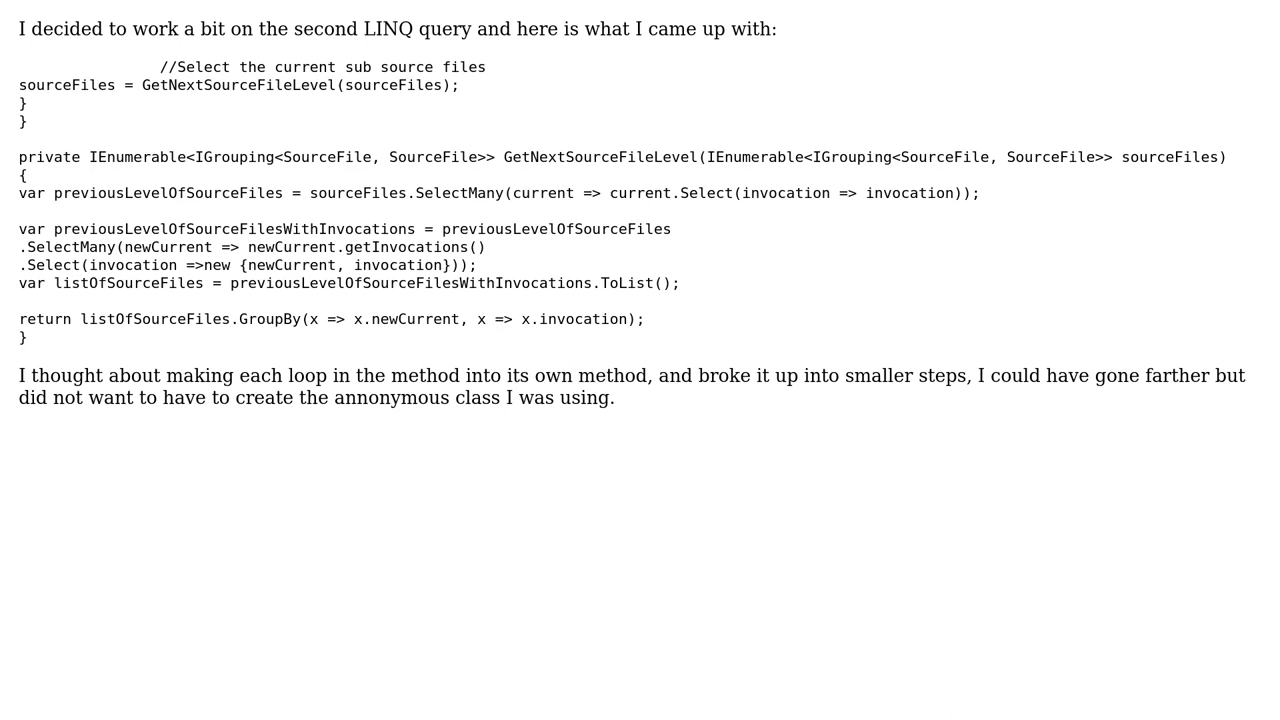 I decided to work a bit on the second LINQ query and here is what I came up with:
//Select the current sub source files
sourceFiles = GetNextSourceFileLevel(sourceFiles);
}
}
private IEnumerable<IGrouping<SourceFile, SourceFile>> GetNextSourceFileLevel(IEnumerable<IGrouping<SourceFile, SourceFile>> sourceFiles)
{
var previousLevelOfSourceFiles = sourceFiles.SelectMany(current => current.Select(invocation => invocation));
var previousLevelOfSourceFilesWithInvocations = previousLevelOfSourceFiles
.SelectMany(newCurrent => newCurrent.getInvocations()
.Select(invocation =>new {newCurrent, invocation}));
var listOfSourceFiles = previousLevelOfSourceFilesWithInvocations.ToList();
return listOfSourceFiles.GroupBy(x => x.newCurrent, x => x.invocation);
}
I thought about making each loop in the method into its own method, and broke it up into smaller steps, I could have gone farther but
did not want to have to create the annonymous class I was using.